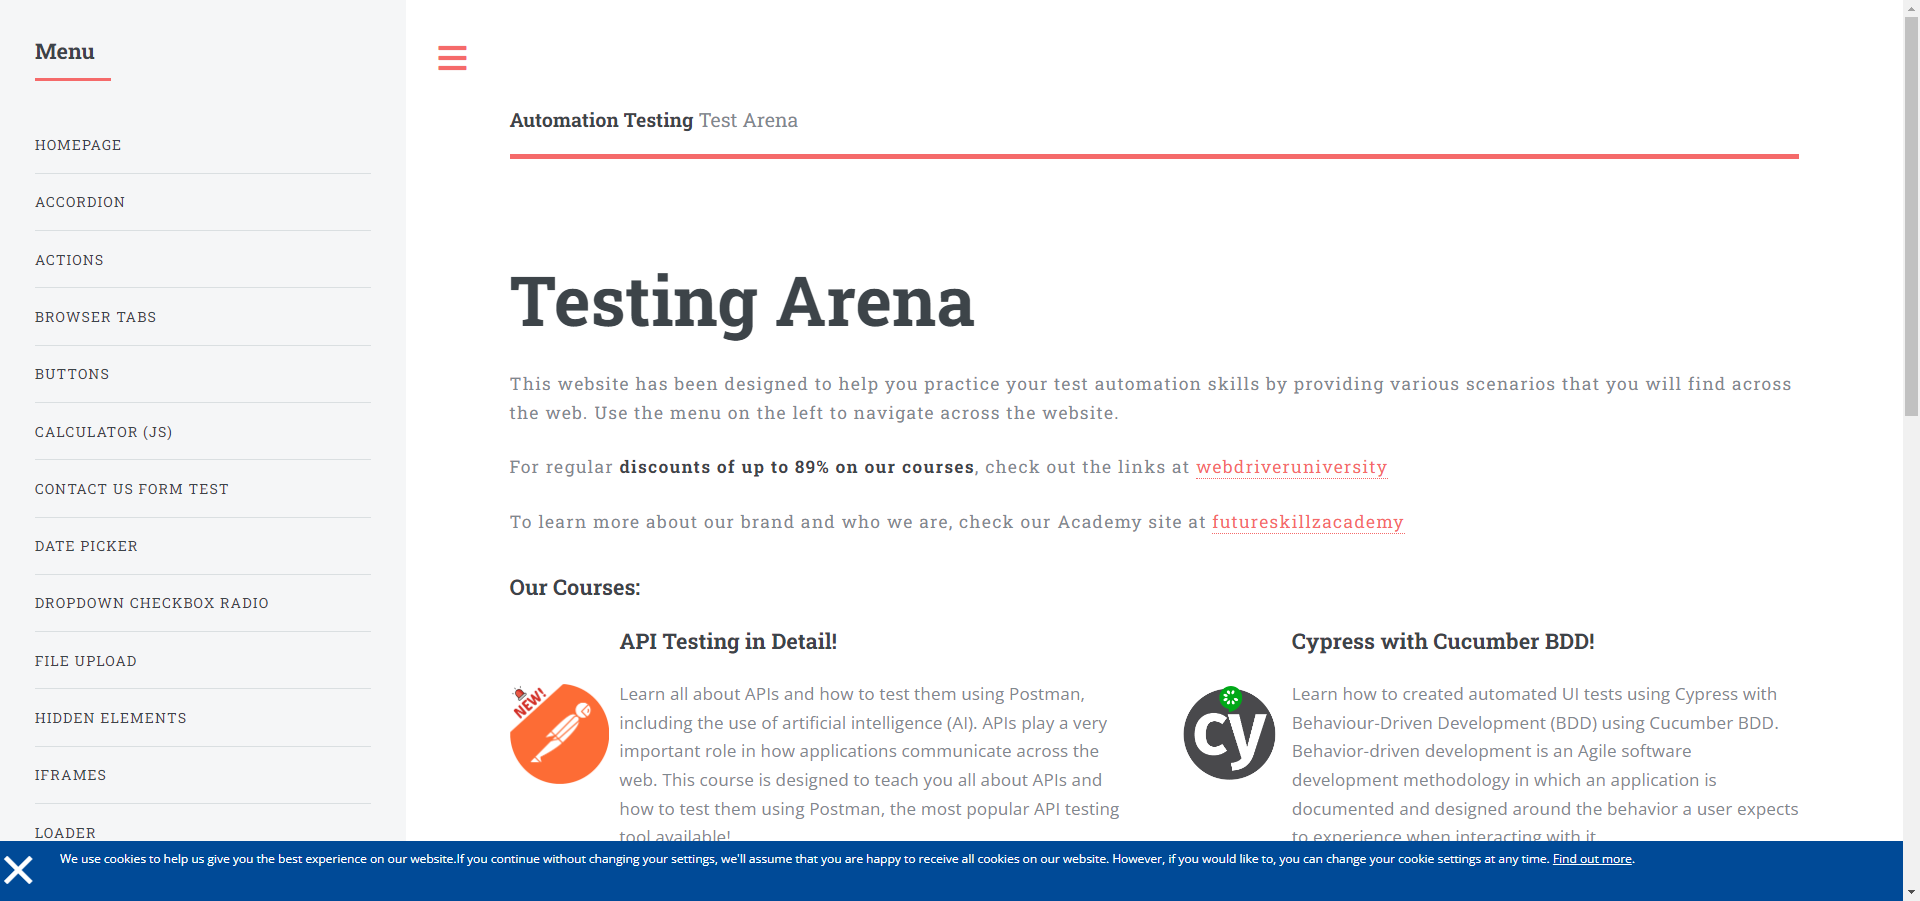 Menu
HOMEPAGE
ACCORDION
ACTIONS
BROWSER TABS
BUTTONS
CALCULATOR (JS)
CONTACT US FORM TEST
DATE PICKER
DROPDOWN CHECKBOX RADIO
FILE UPLOAD
HIDDEN ELEMENTS
IFRAMES
LOADER
Automation Testing Test Arena
Testing Arena
This website has been designed to help you practice your test automation skills by providing various scenarios that you will find across
the web. Use the menu on the left to navigate across the website.
For regular discounts of up to 89% on our courses, check out the links at webdriveruniversity
To learn more about our brand and who we are, check our Academy site at futureskillzacademy
Our Courses:
API Testing in Detail!
NEW!
Learn all about APIs and how to test them using Postman,
including the use of artificial intelligence (AI). APIs play a very
important role in how applications communicate across the
web. This course is designed to teach you all about APIs and
how to test them using Postman, the most popular API testing
tool available!
Cypress with Cucumber BDD!
cy
Learn how to created automated UI tests using Cypress with
Behaviour-Driven Development (BDD) using Cucumber BDD.
Behavior-driven development is an Agile software
development methodology in which an application is
documented and designed around the behavior a user expects
to experience when interacting with it
We use cookies to help us give you the best experience on our website.If you continue without changing your settings, we'll assume that you are happy to receive all cookies on our website. However, if you would like to, you can change your cookie settings at any time. Find out more.